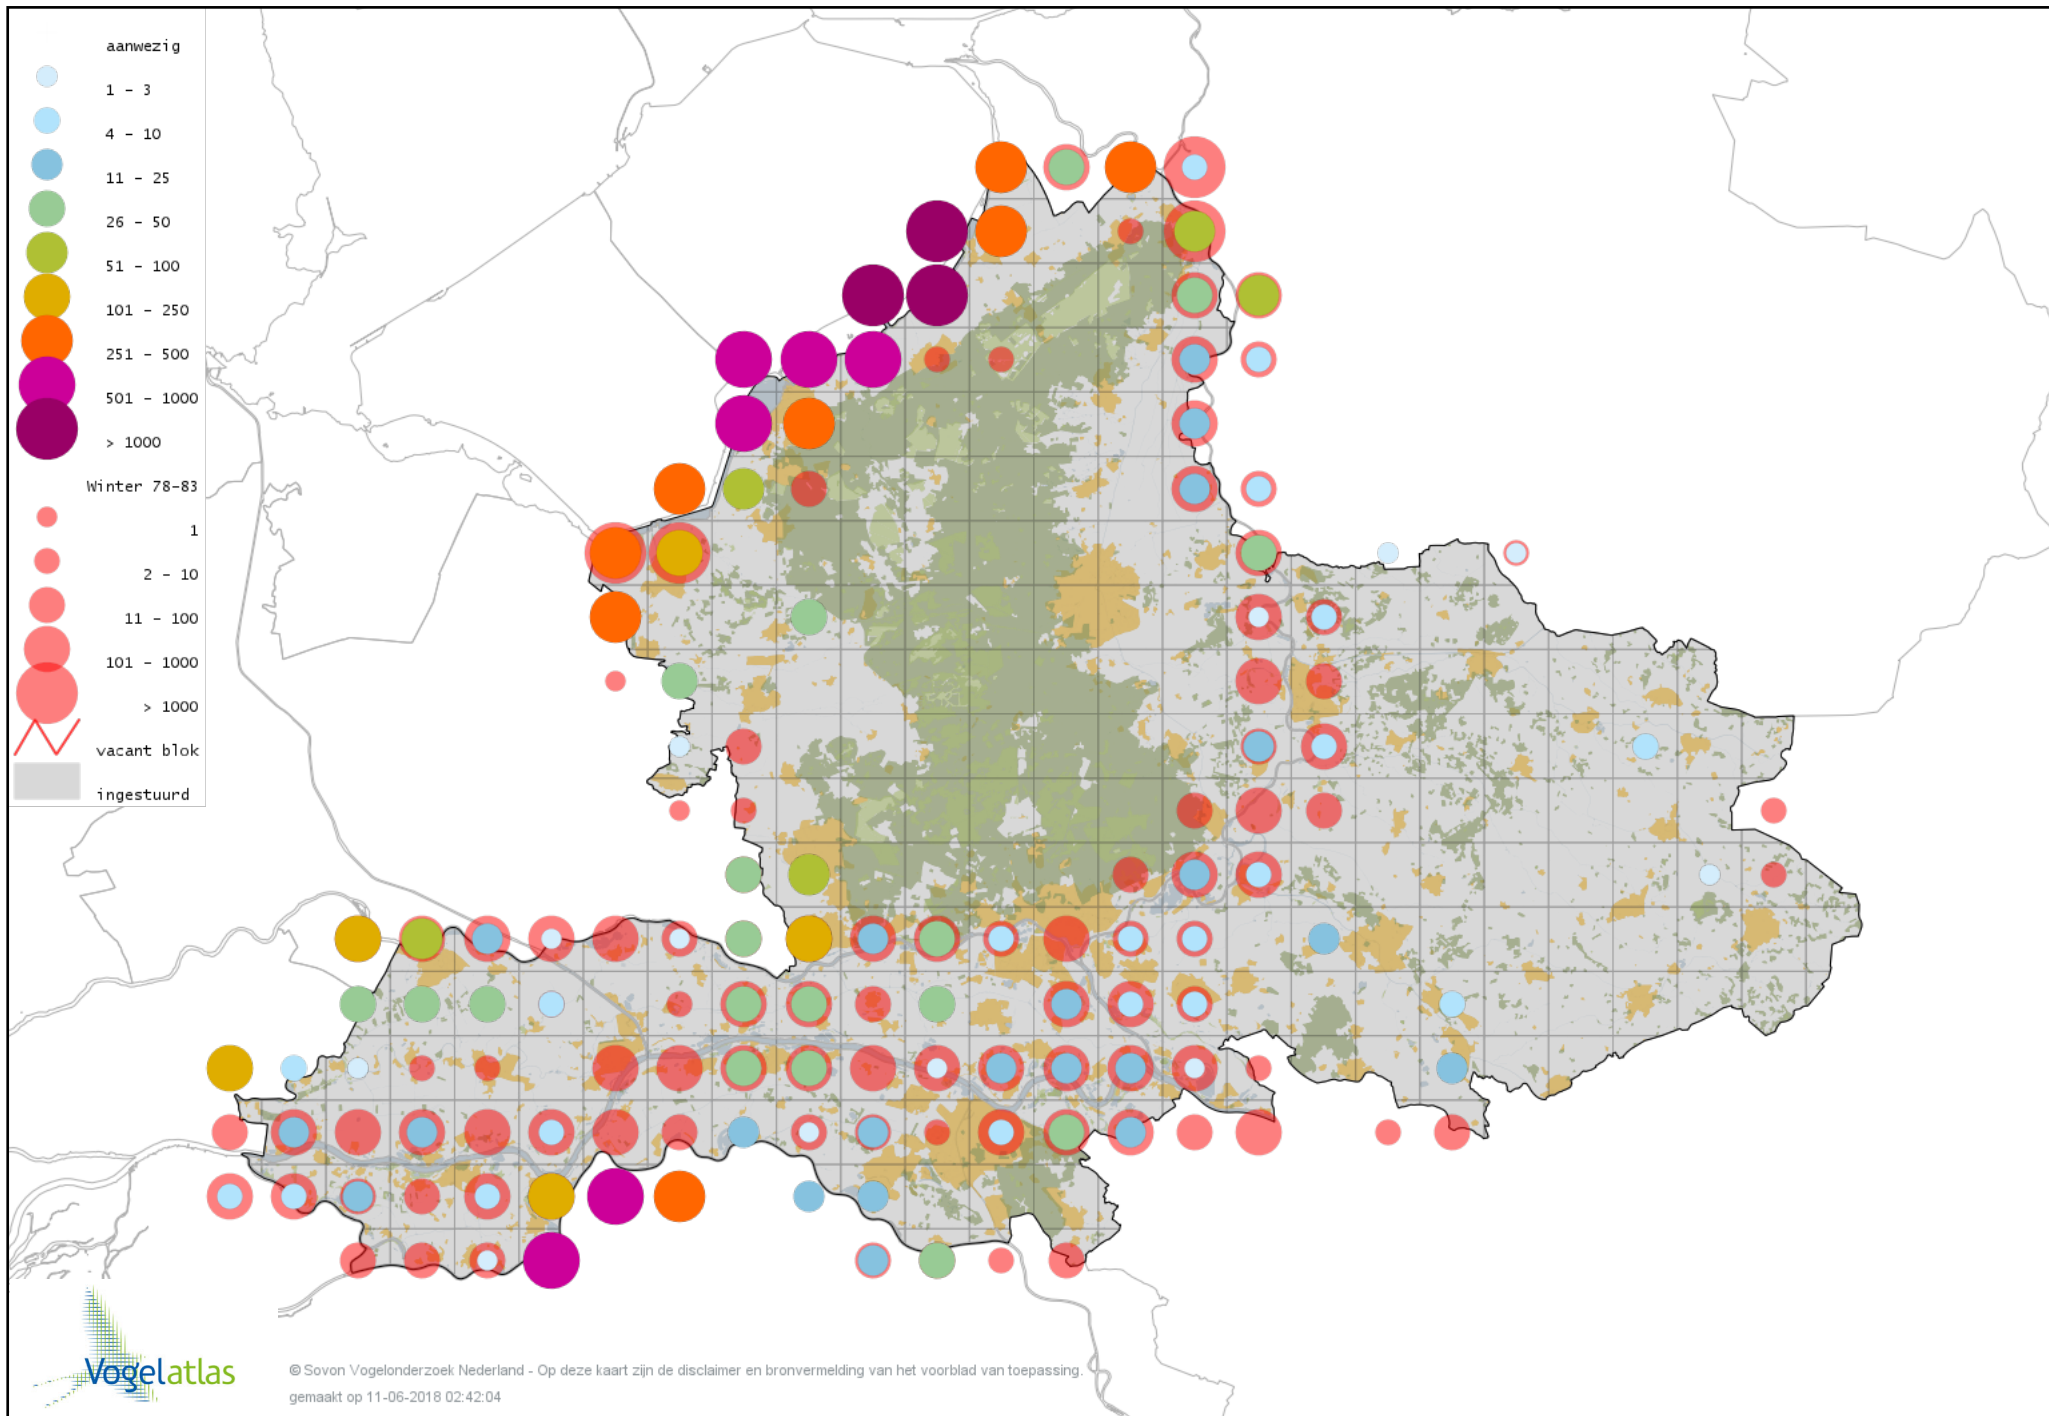 aanwezig
1 - 3
4 - 10
11 - 25
26 - 50
51 - 100
101 - 250
251 - 500
501 - 1000
> 1000
Winter 78-83
1
2 - 10
11 - 100
101 - 1000
> 1000
vacant blok
ingestuurd
Vogelatlas
© Sovon Vogelonderzoek Nederland - Op deze kaart zijn de disclaimer en bronvermelding van het voorblad van toepassing.
gemaakt op 11-06-2018 02:42:04